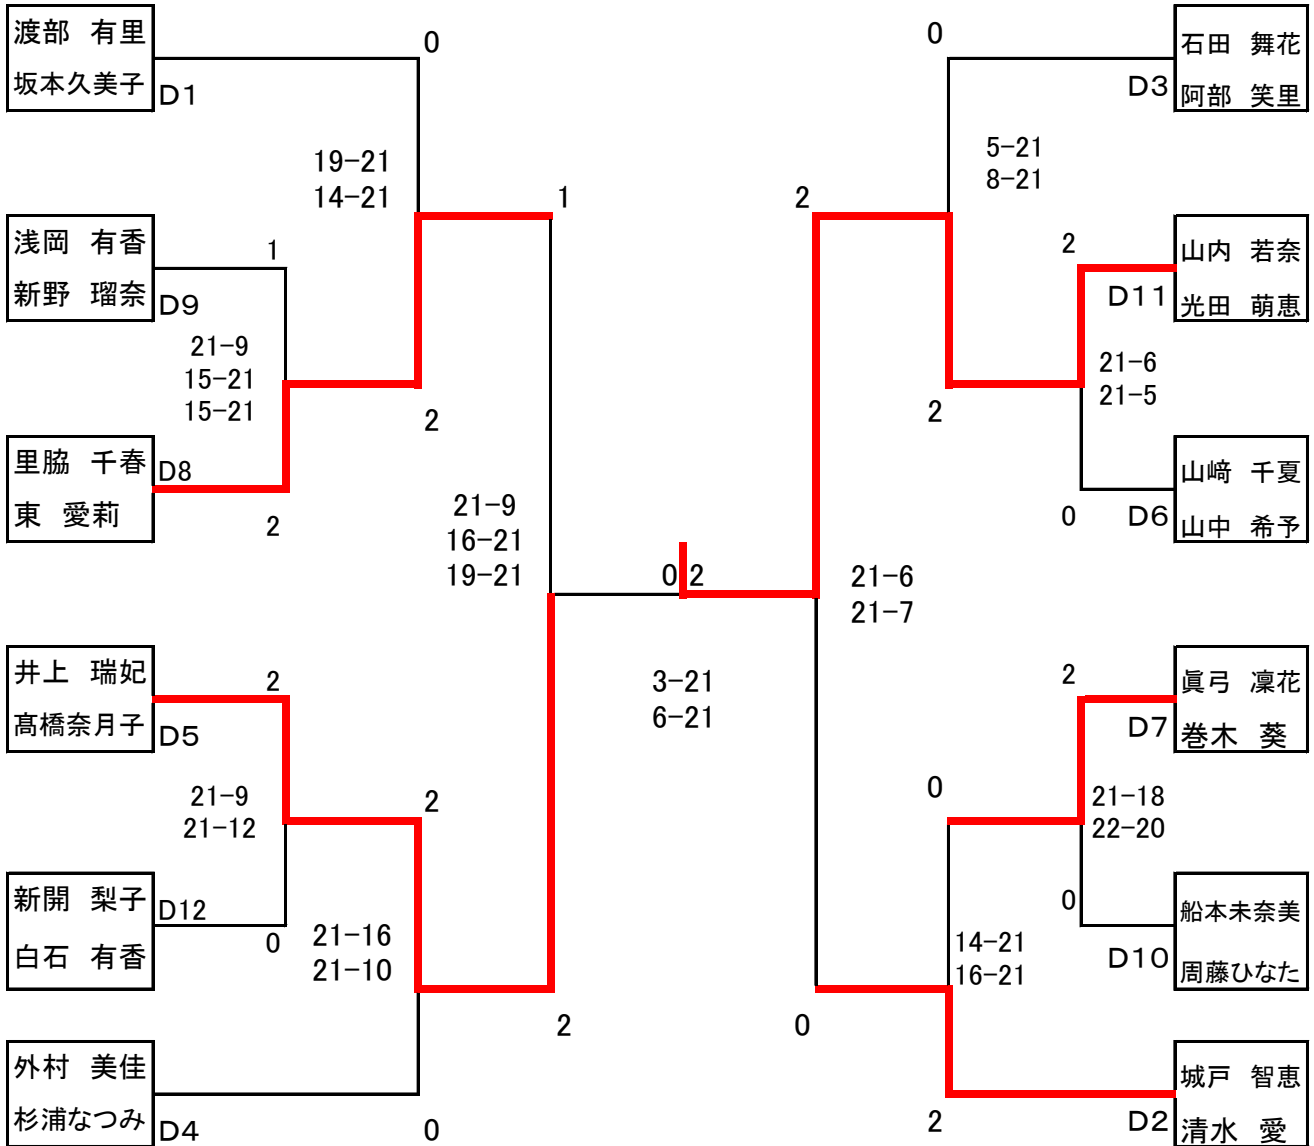 渡部 有里
坂本久美子
D1
0
19-21
14-21
浅岡 有香
新野 瑠奈
D9
1
21-9
15-21
15-21
里脇 千春
東 愛莉
D8
2
2
1
21-9
16-21
19-21
井上 瑞妃
髙橋奈月子
D5
2
21-9
21-12
新開 梨子
白石 有香
D12
0
2
21-16
21-10
外村 美佳
杉浦なつみ
D4
0
2
0 2
3-21
6-21
0
石田 舞花
阿部 笑里
D3
5-21
8-21
2
2
山内 若奈
光田 萌恵
D11
21-6
21-5
2
山﨑 千夏
山中 希予
D6
0
21-6
21-7
2
眞弓 凜花
巻木 葵
D7
0
21-18
22-20
0
船本未奈美
周藤ひなた
D10
14-21
16-21
0
城戸 智恵
清水 愛
D2
2